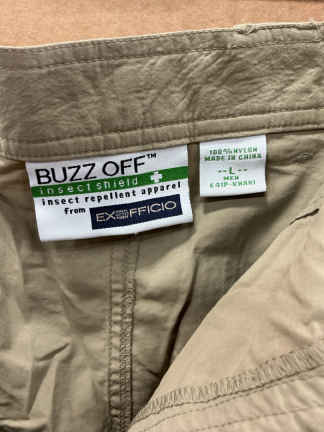 BUZZ OFF™
insect shield
insect repellent apparel
from EXOFFICIO
100% NYLON
MADE IN CHINA
--L--
MEN